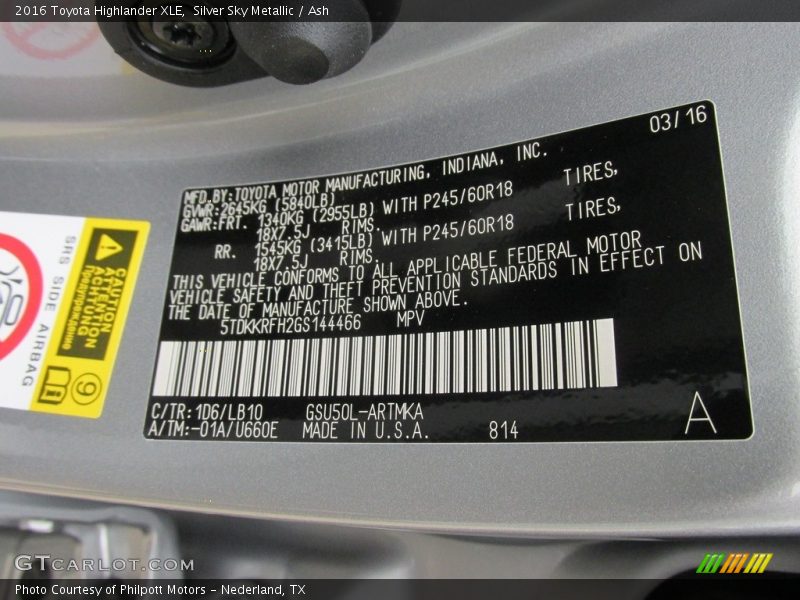 2016 Toyota Highlander XLE, Silver Sky Metallic / Ash
03/16
MFD.BY:TOYOTA MOTOR MANUFACTURING, INDIANA, INC.
GVWR:2645KG (5840LB)
GAWR:FRT. 1340KG (2955LB) WITH P245/60R18 TIRES,
18X7.5J RIMS.
RR. 1545KG (3415LB) WITH P245/60R18 TIRES,
18X7.5J RIMS.
THIS VEHICLE CONFORMS TO ALL APPLICABLE FEDERAL MOTOR
VEHICLE SAFETY AND THEFT PREVENTION STANDARDS IN EFFECT ON
THE DATE OF MANUFACTURE SHOWN ABOVE.
5TDKKRFH2GS144466 MPV
C/TR:1D6/LB10 GSU50L-ARTMKA
A/TM:-01A/U660E MADE IN U.S.A. 814
A
SRS SIDE AIRBAG
CAUTION
ATTENTION
ACHTUNG
9
GTCARLOT.COM
Photo Courtesy of Philpott Motors - Nederland, TX